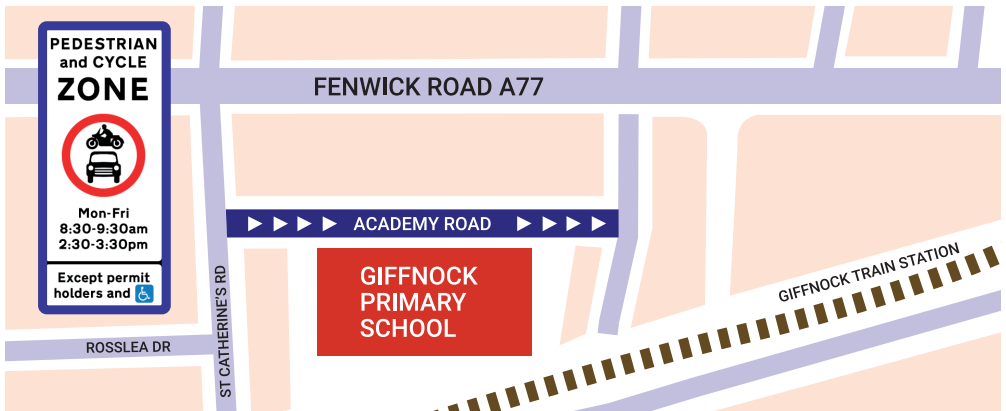 PEDESTRIAN
and CYCLE
ZONE
Mon-Fri
8:30-9:30am
2:30-3:30pm
Except permit
holders and
FENWICK ROAD A77
ACADEMY ROAD
GIFFNOCK
PRIMARY
SCHOOL
GIFFNOCK TRAIN STATION
ST CATHERINE'S RD
ROSSLEA DR